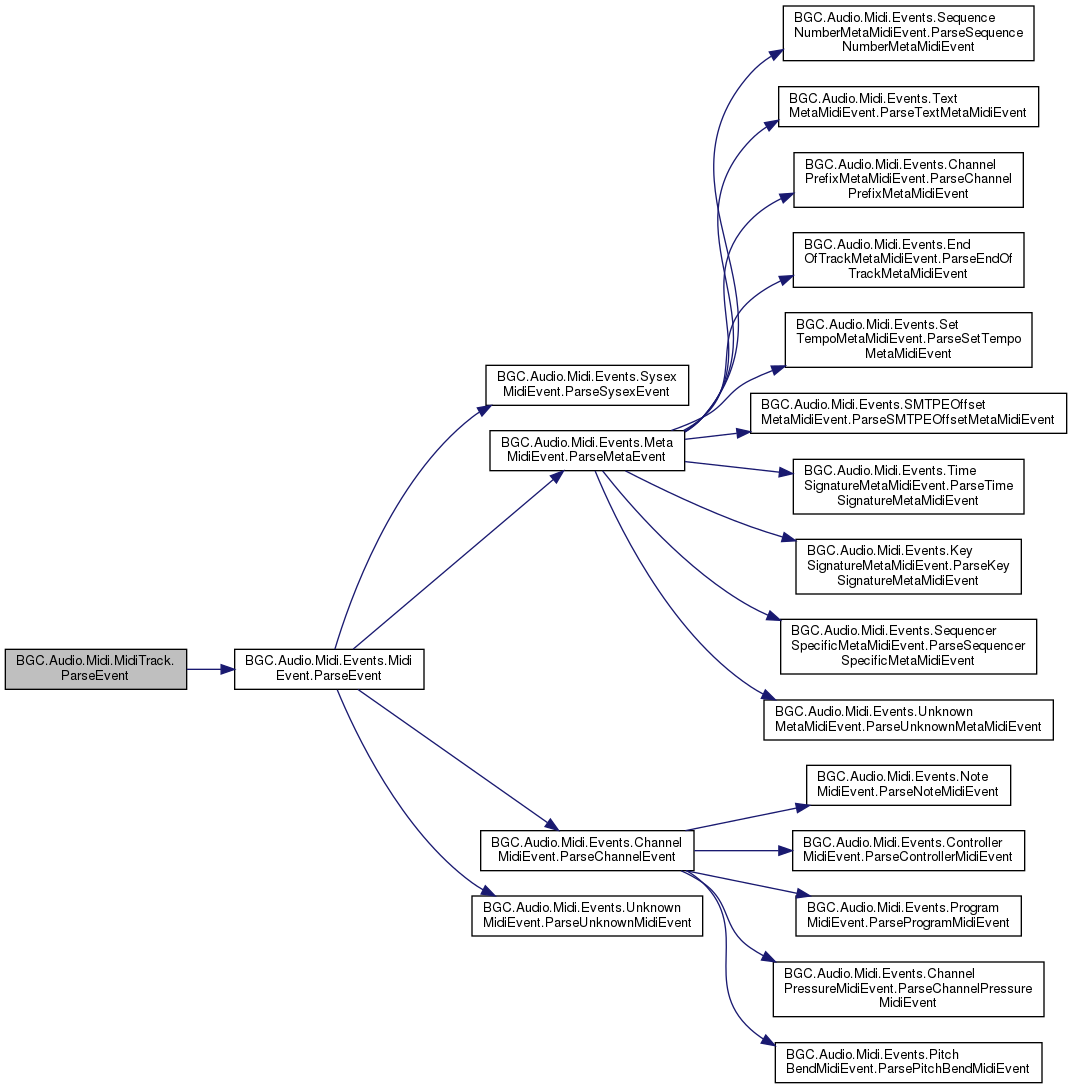 BGC.Audio.Midi.MidiTrack.
ParseEvent
BGC.Audio.Midi.Events.Midi
Event.ParseEvent
BGC.Audio.Midi.Events.Sysex
MidiEvent.ParseSysexEvent
BGC.Audio.Midi.Events.Meta
MidiEvent.ParseMetaEvent
BGC.Audio.Midi.Events.Channel
MidiEvent.ParseChannelEvent
BGC.Audio.Midi.Events.Unknown
MidiEvent.ParseUnknownMidiEvent
BGC.Audio.Midi.Events.Sequence
NumberMetaMidiEvent.ParseSequence
NumberMetaMidiEvent
BGC.Audio.Midi.Events.Text
MetaMidiEvent.ParseTextMetaMidiEvent
BGC.Audio.Midi.Events.Channel
PrefixMetaMidiEvent.ParseChannel
PrefixMetaMidiEvent
BGC.Audio.Midi.Events.End
OfTrackMetaMidiEvent.ParseEndOf
TrackMetaMidiEvent
BGC.Audio.Midi.Events.Set
TempoMetaMidiEvent.ParseSetTempo
MetaMidiEvent
BGC.Audio.Midi.Events.SMTPEOffset
MetaMidiEvent.ParseSMTPEOffsetMetaMidiEvent
BGC.Audio.Midi.Events.Time
SignatureMetaMidiEvent.ParseTime
SignatureMetaMidiEvent
BGC.Audio.Midi.Events.Key
SignatureMetaMidiEvent.ParseKey
SignatureMetaMidiEvent
BGC.Audio.Midi.Events.Sequencer
SpecificMetaMidiEvent.ParseSequencer
SpecificMetaMidiEvent
BGC.Audio.Midi.Events.Unknown
MetaMidiEvent.ParseUnknownMetaMidiEvent
BGC.Audio.Midi.Events.Note
MidiEvent.ParseNoteMidiEvent
BGC.Audio.Midi.Events.Controller
MidiEvent.ParseControllerMidiEvent
BGC.Audio.Midi.Events.Program
MidiEvent.ParseProgramMidiEvent
BGC.Audio.Midi.Events.Channel
PressureMidiEvent.ParseChannelPressure
MidiEvent
BGC.Audio.Midi.Events.Pitch
BendMidiEvent.ParsePitchBendMidiEvent